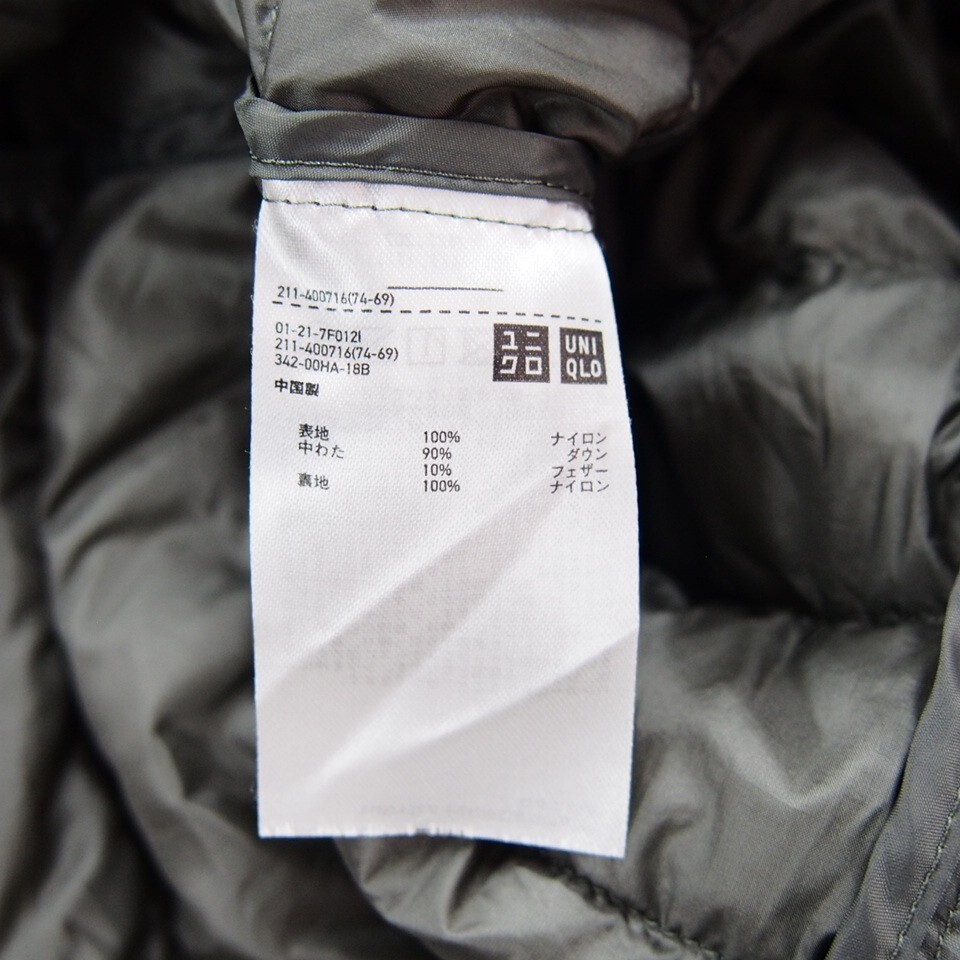 211-400716(74-69)
01-21-7F012I
211-400716(74-69)
342-00HA-18B
中国製
ユニ
クロ
UNI
QLO
表地 100% ナイロン
中わた 90% ダウン
10% フェザー
裏地 100% ナイロン